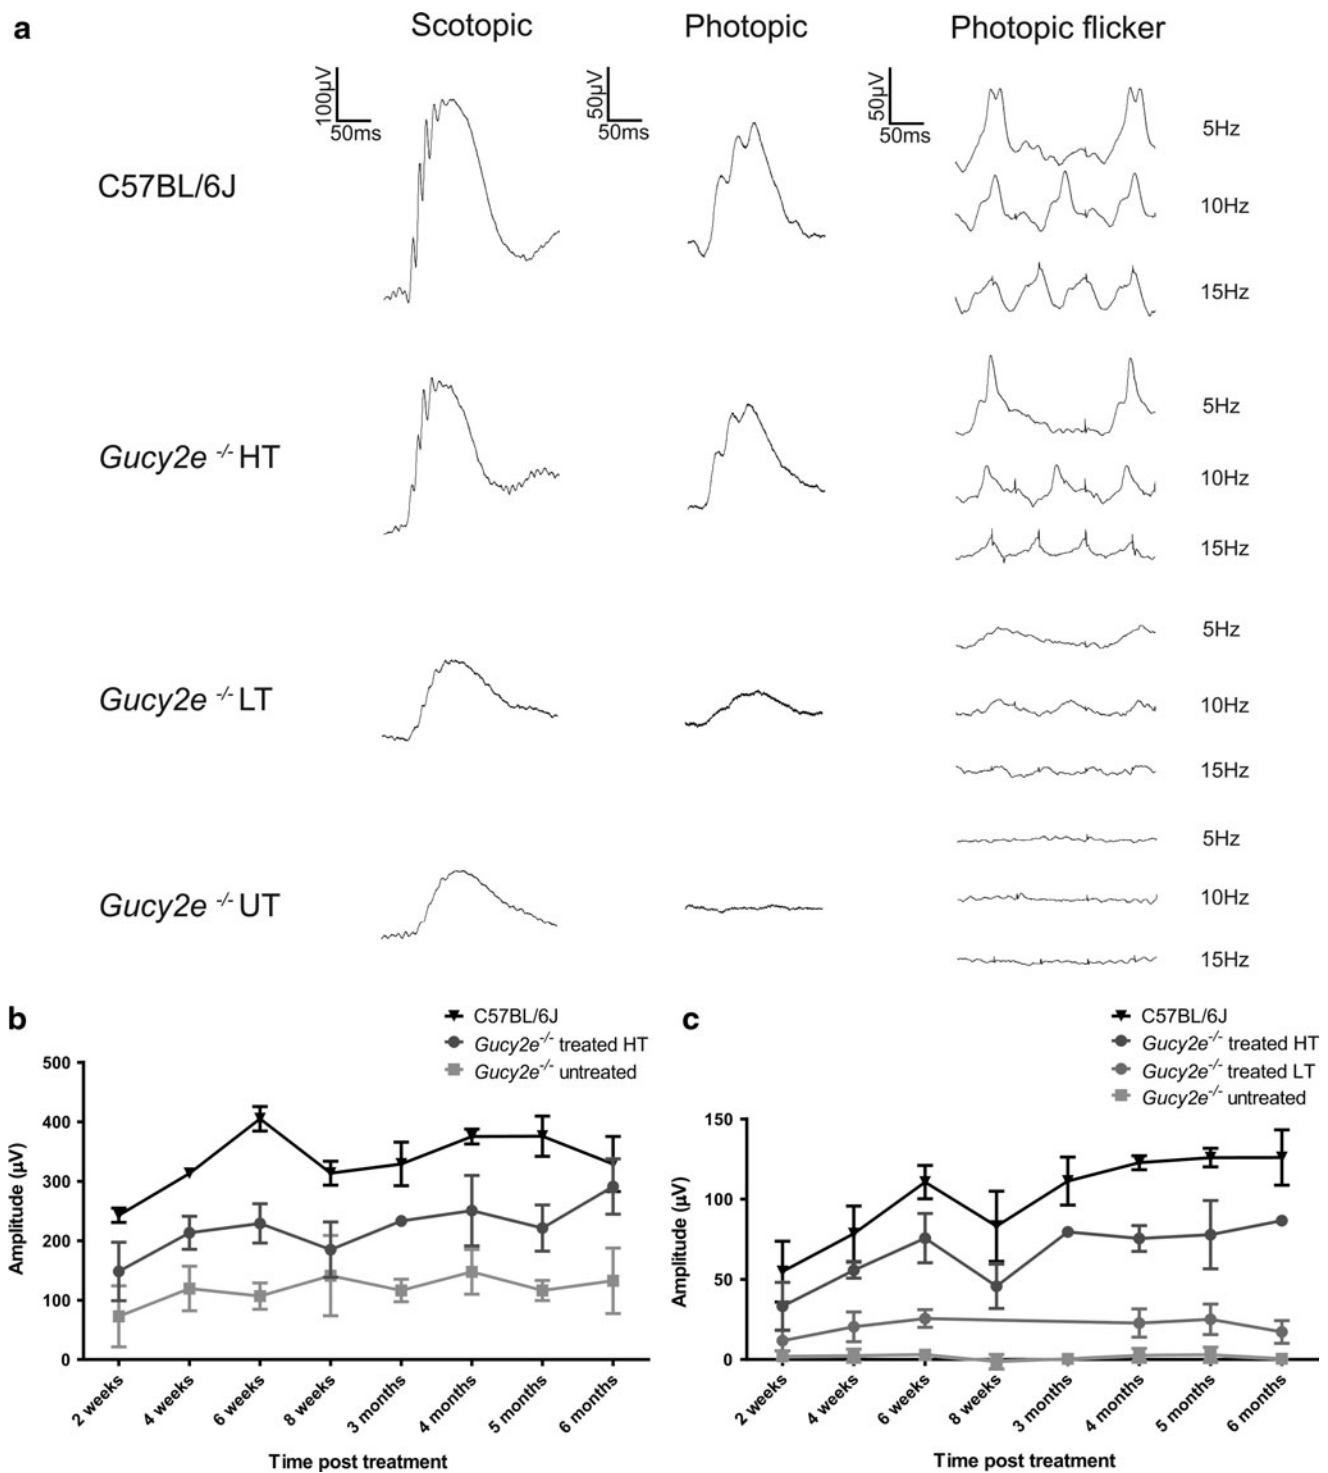 a
Scotopic
Photopic
Photopic flicker
100µV
50ms
50µV
50ms
50µV
50ms
C57BL/6J
5Hz
10Hz
15Hz
Gucy2e -/- HT
5Hz
10Hz
15Hz
Gucy2e -/- LT
5Hz
10Hz
15Hz
Gucy2e -/- UT
5Hz
10Hz
15Hz
b
C57BL/6J
Gucy2e-/- treated HT
Gucy2e-/- untreated
Amplitude (µV)
500
400
300
200
100
0
2 weeks
4 weeks
6 weeks
8 weeks
3 months
4 months
5 months
6 months
Time post treatment
c
C57BL/6J
Gucy2e-/- treated HT
Gucy2e-/- treated LT
Gucy2e-/- untreated
Amplitude (µV)
150
100
50
0
2 weeks
4 weeks
6 weeks
8 weeks
3 months
4 months
5 months
6 months
Time post treatment